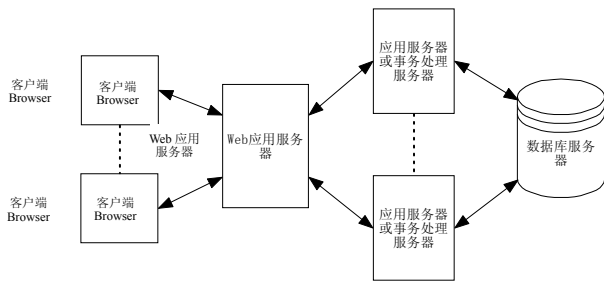 客户端
Browser
客户端
Browser
Web 应用
服务器
Web应用服务
器
应用服务器
或事务处理
服务器
数据库服务
器
客户端
Browser
客户端
Browser
应用服务器
或事务处理
服务器